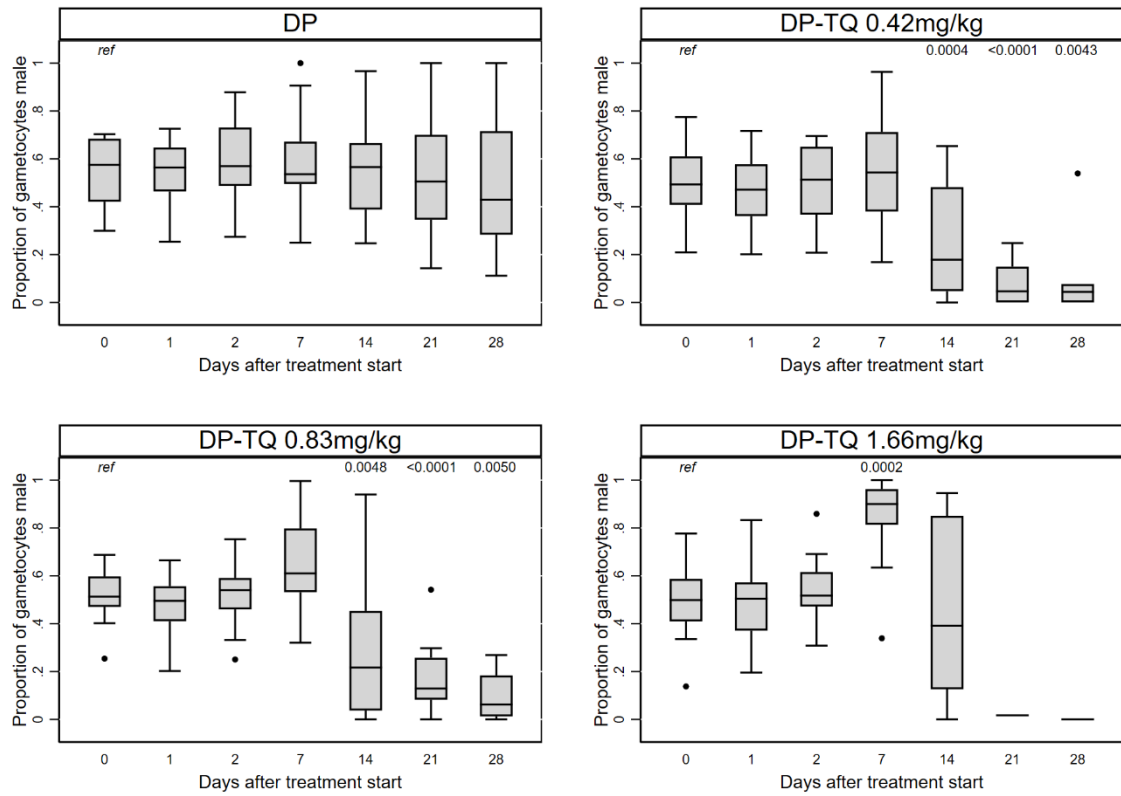 DP
ref
Proportion of gametocytes male
1
.8
.6
.4
.2
0
0 1 2 7 14 21 28
Days after treatment start
DP-TQ 0.42mg/kg
ref 0.0004 <0.0001 0.0043
Proportion of gametocytes male
1
.8
.6
.4
.2
0
0 1 2 7 14 21 28
Days after treatment start
DP-TQ 0.83mg/kg
ref 0.0048 <0.0001 0.0050
Proportion of gametocytes male
1
.8
.6
.4
.2
0
0 1 2 7 14 21 28
Days after treatment start
DP-TQ 1.66mg/kg
ref 0.0002
Proportion of gametocytes male
1
.8
.6
.4
.2
0
0 1 2 7 14 21 28
Days after treatment start